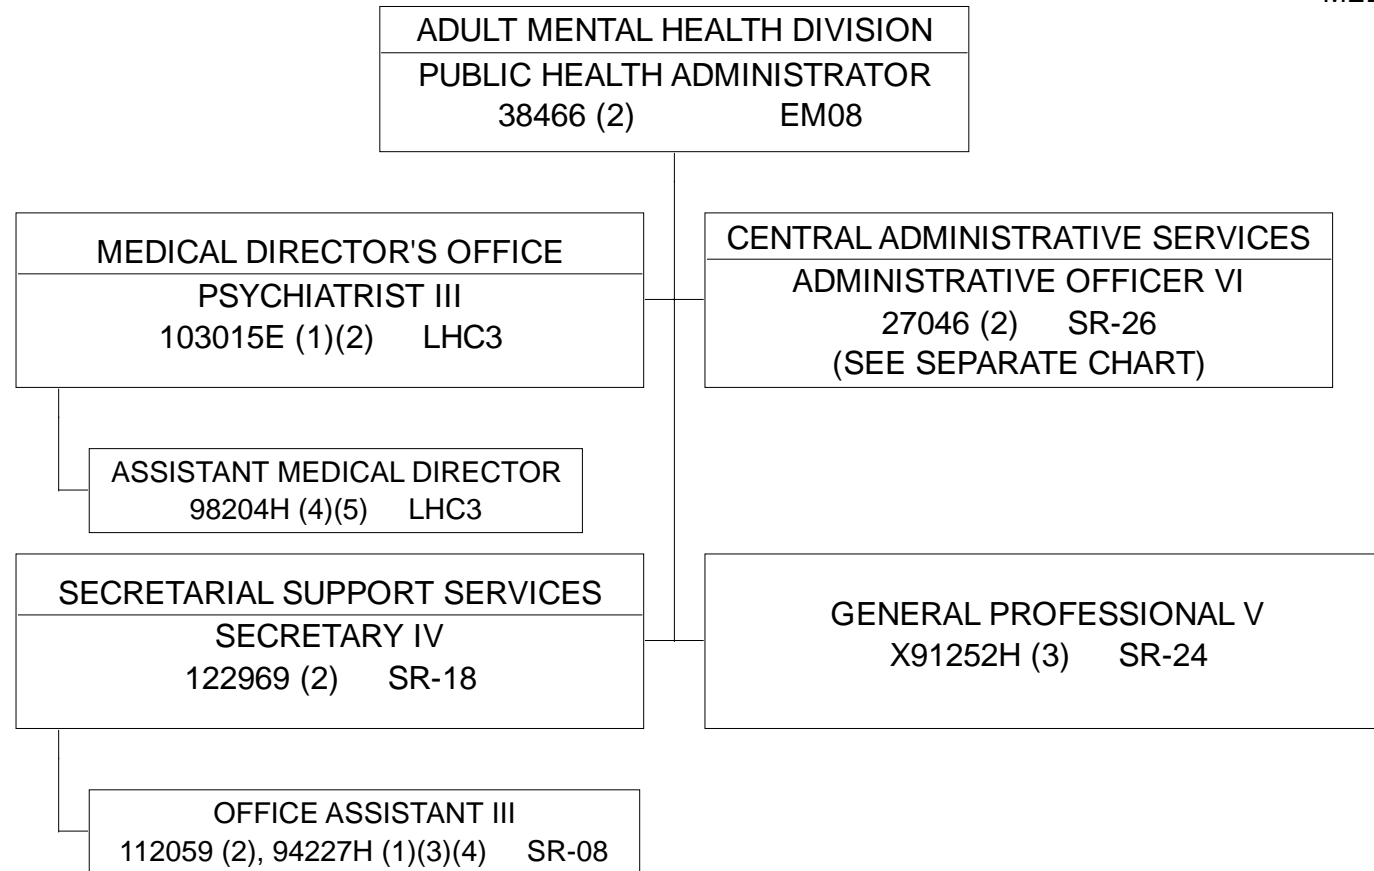 ADULT MENTAL HEALTH DIVISION
PUBLIC HEALTH ADMINISTRATOR
38466 (2) EM08
MEDICAL DIRECTOR'S OFFICE
PSYCHIATRIST III
103015E (1)(2) LHC3
CENTRAL ADMINISTRATIVE SERVICES
ADMINISTRATIVE OFFICER VI
27046 (2) SR-26
(SEE SEPARATE CHART)
ASSISTANT MEDICAL DIRECTOR
98204H (4)(5) LHC3
SECRETARIAL SUPPORT SERVICES
SECRETARY IV
122969 (2) SR-18
GENERAL PROFESSIONAL V
X91252H (3) SR-24
OFFICE ASSISTANT III
112059 (2), 94227H (1)(3)(4) SR-08